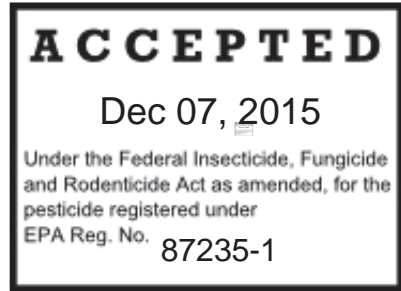 ACCEPTED
Dec 07, 2015
Under the Federal Insecticide, Fungicide
and Rodenticide Act as amended, for the
pesticide registered under
EPA Reg. No. 87235-1